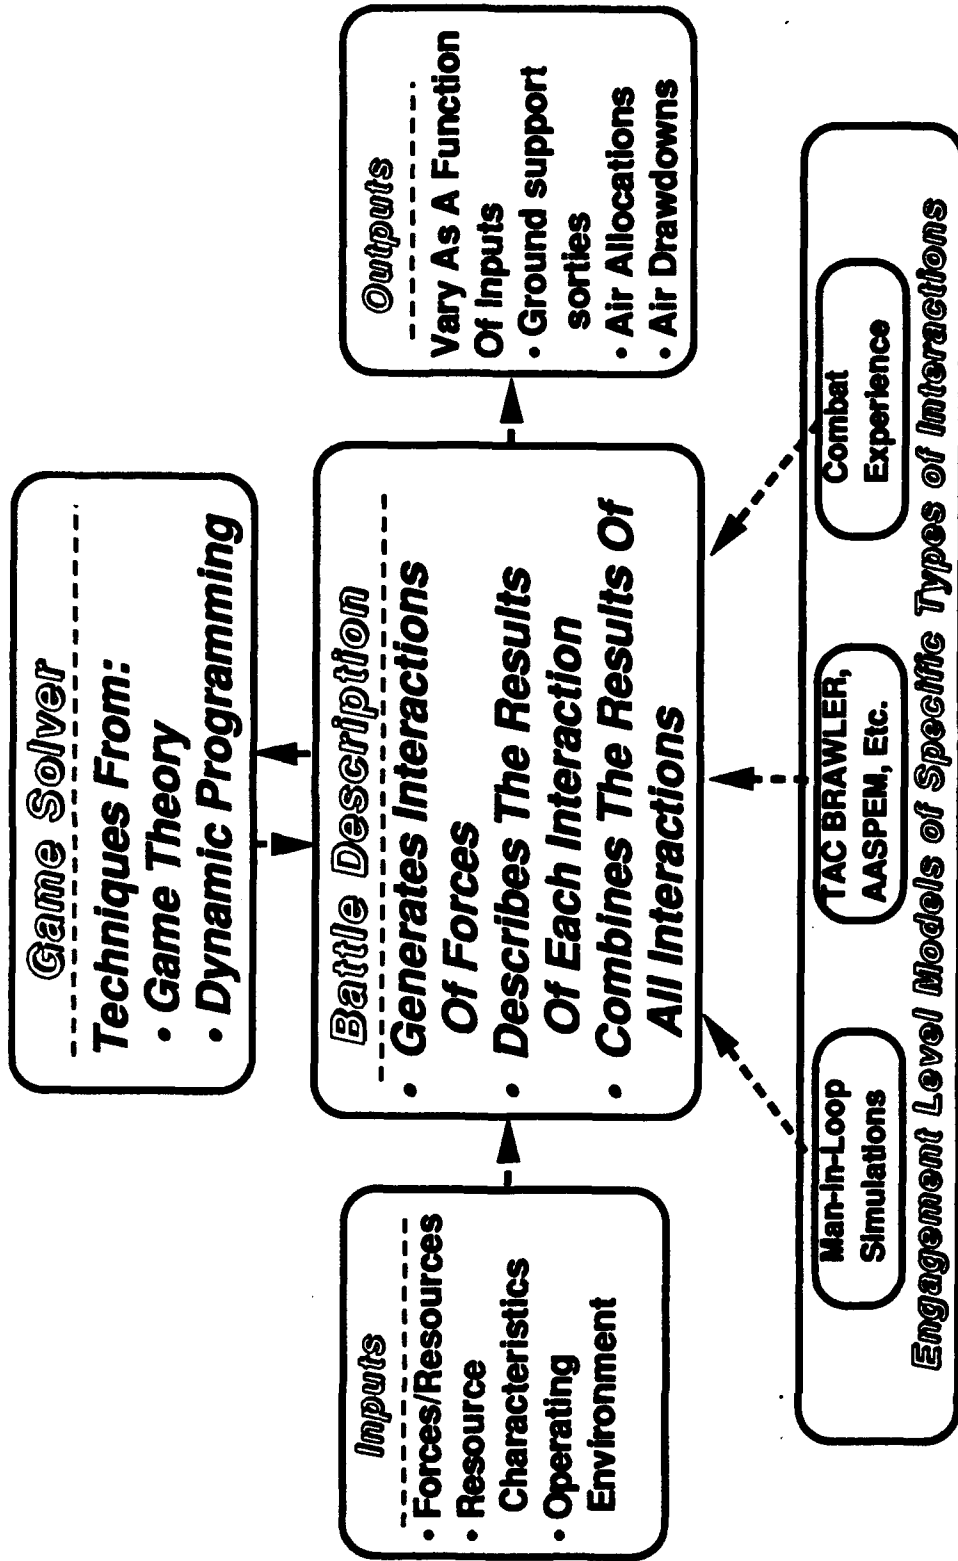 Game Solver
Techniques From:
• Game Theory
• Dynamic Programming
Inputs
• Forces/Resources
• Resource
Characteristics
• Operating
Environment
Battle Description
• Generates Interactions
Of Forces
• Describes The Results
Of Each Interaction
• Combines The Results Of
All Interactions
Outputs
Vary As A Function
Of Inputs
• Ground support
sorties
• Air Allocations
• Air Drawdowns
Man-In-Loop
Simulations
TAC BRAWLER,
AASPEM, Etc.
Combat
Experience
Engagement Level Models of Specific Types of Interactions